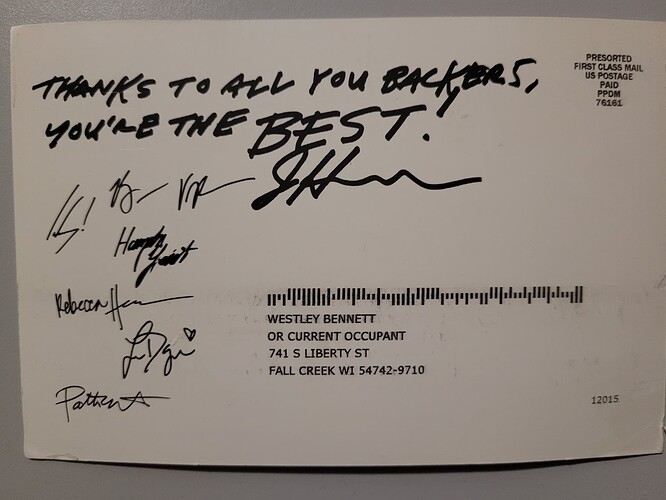 PRESORTED
FIRST CLASS MAIL
US POSTAGE
PAID
PPDM
76161
THANKS TO ALL YOU BACKERS,
YOU'RE THE BEST!
Rebecca
WESTLEY BENNETT
OR CURRENT OCCUPANT
741 S LIBERTY ST
FALL CREEK WI 54742-9710
12015